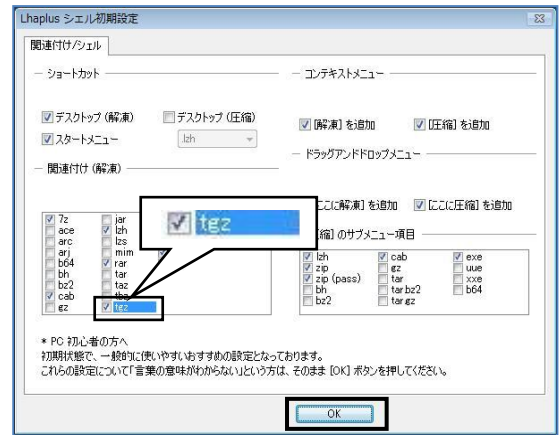 Lhaplus シェル初期設定
関連付け/シェル
ショートカット
デスクトップ (解凍) デスクトップ (圧縮)
スタートメニュー lzh
関連付け (解凍)
7z jar
ace lzh
arc lzs
arj mim
b64 rar
bh tar
bz2 taz
cab
gz tgz
tgz
コンテキストメニュー
[解凍] を追加 [圧縮] を追加
ドラッグアンドドロップメニュー
ここに解凍] を追加 [ここに圧縮] を追加
縮] のサブメニュー項目
lzh cab exe
zip gz uue
zip (pass) tar xxe
bh tar.bz2 b64
bz2 tar.gz
* PC 初心者の方へ
初期状態で、一般的に使いやすいおすすめの設定となっております。
これらの設定について「言葉の意味がわからない」という方は、そのまま [OK] ボタンを押してください。
OK